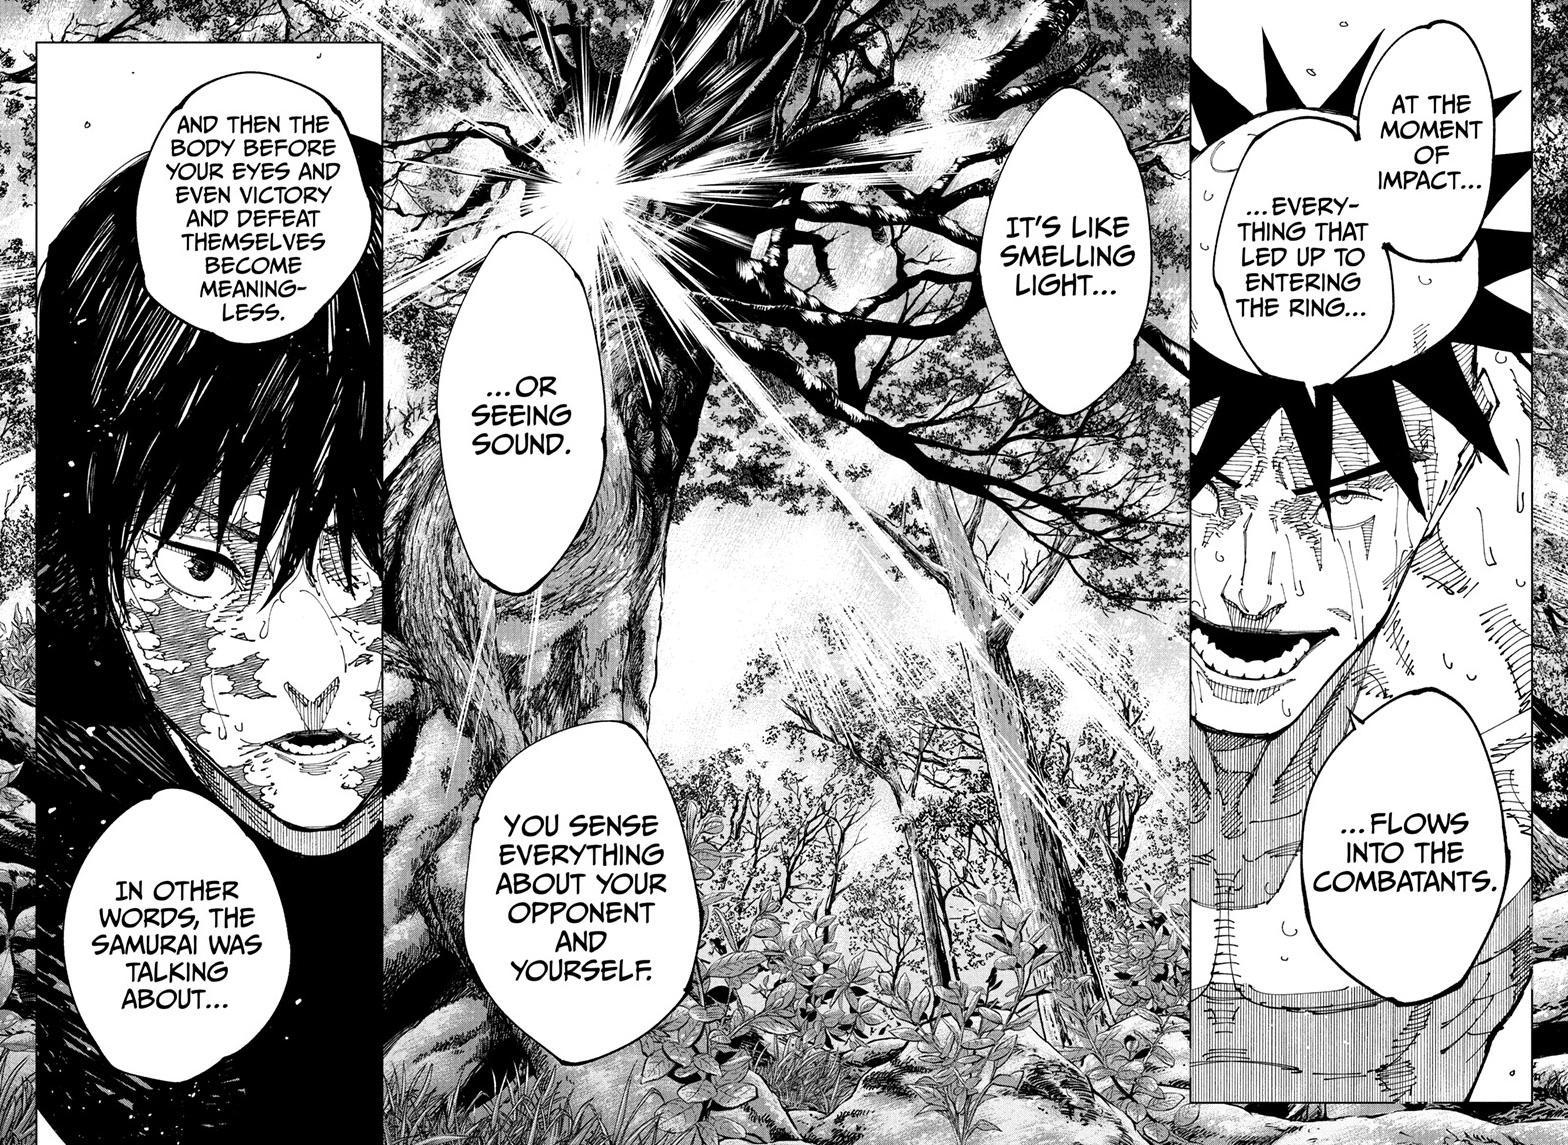 AT THE
MOMENT
OF
IMPACT...
...EVERY-
THING THAT
LED UP TO
ENTERING
THE RING...
...FLOWS
INTO THE
COMBATANTS.
IT'S LIKE
SMELLING
LIGHT...
...OR
SEEING
SOUND.
YOU SENSE
EVERYTHING
ABOUT YOUR
OPPONENT
AND
YOURSELF.
AND THEN THE
BODY BEFORE
YOUR EYES AND
EVEN VICTORY
AND DEFEAT
THEMSELVES
BECOME
MEANING-
LESS.
IN OTHER
WORDS, THE
SAMURAI WAS
TALKING
ABOUT...